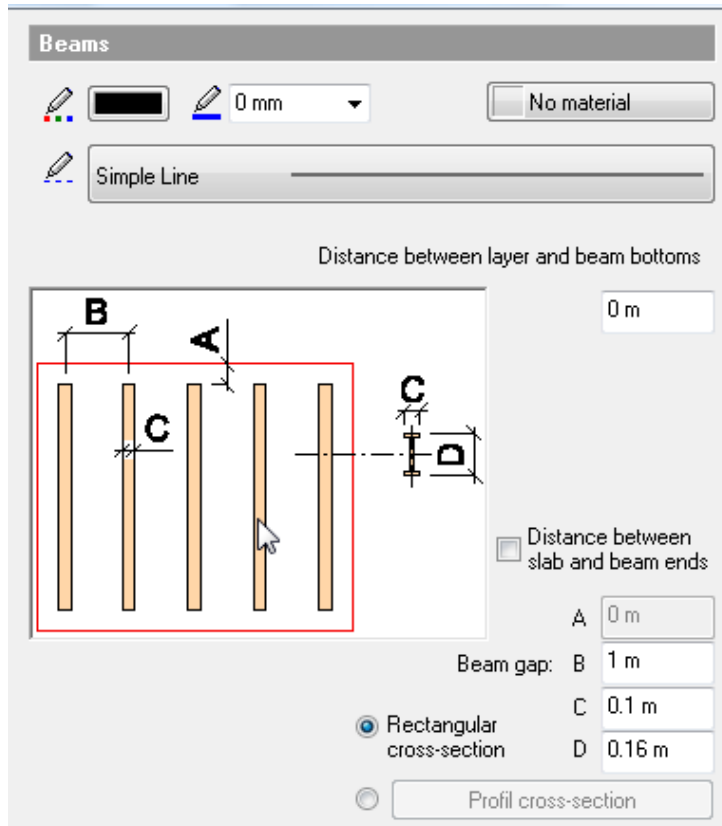 Beams
0 mm
No material
Simple Line
Distance between layer and beam bottoms
0 m
B
A
C
C
D
Distance between
slab and beam ends
A 0 m
Beam gap: B 1 m
C 0.1 m
Rectangular
cross-section
D 0.16 m
Profil cross-section